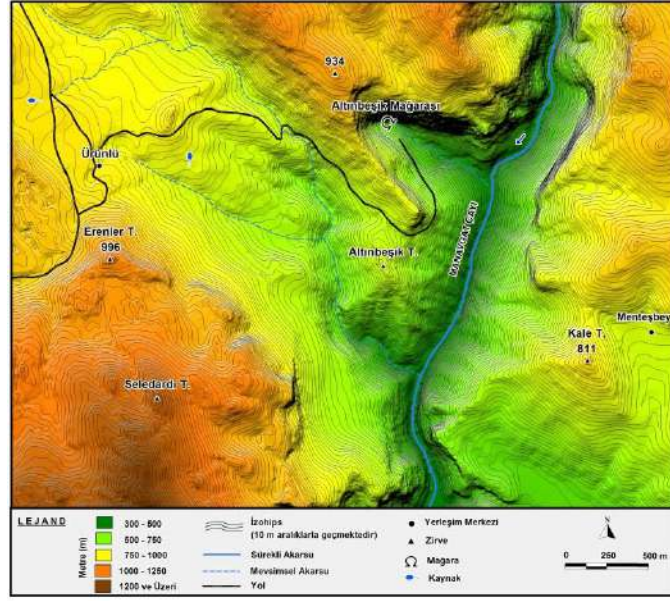 934
Altınbeşik Mağarası
Ürünlü
Erenler T.
996
Altınbeşik T.
MANAVGAT ÇAYI
Menteşbey
Kale T.
811
Seledardi T.
LEJAND
Metre (m)
300 - 500
500 - 750
750 - 1000
1000 - 1250
1200 ve Üzeri
İzohips
(10 m aralıklarla geçmektedir)
Sürekli Akarsu
Mevsimsel Akarsu
Yol
Yerleşim Merkezi
Zirve
Mağara
Kaynak
N
0 250 500 m